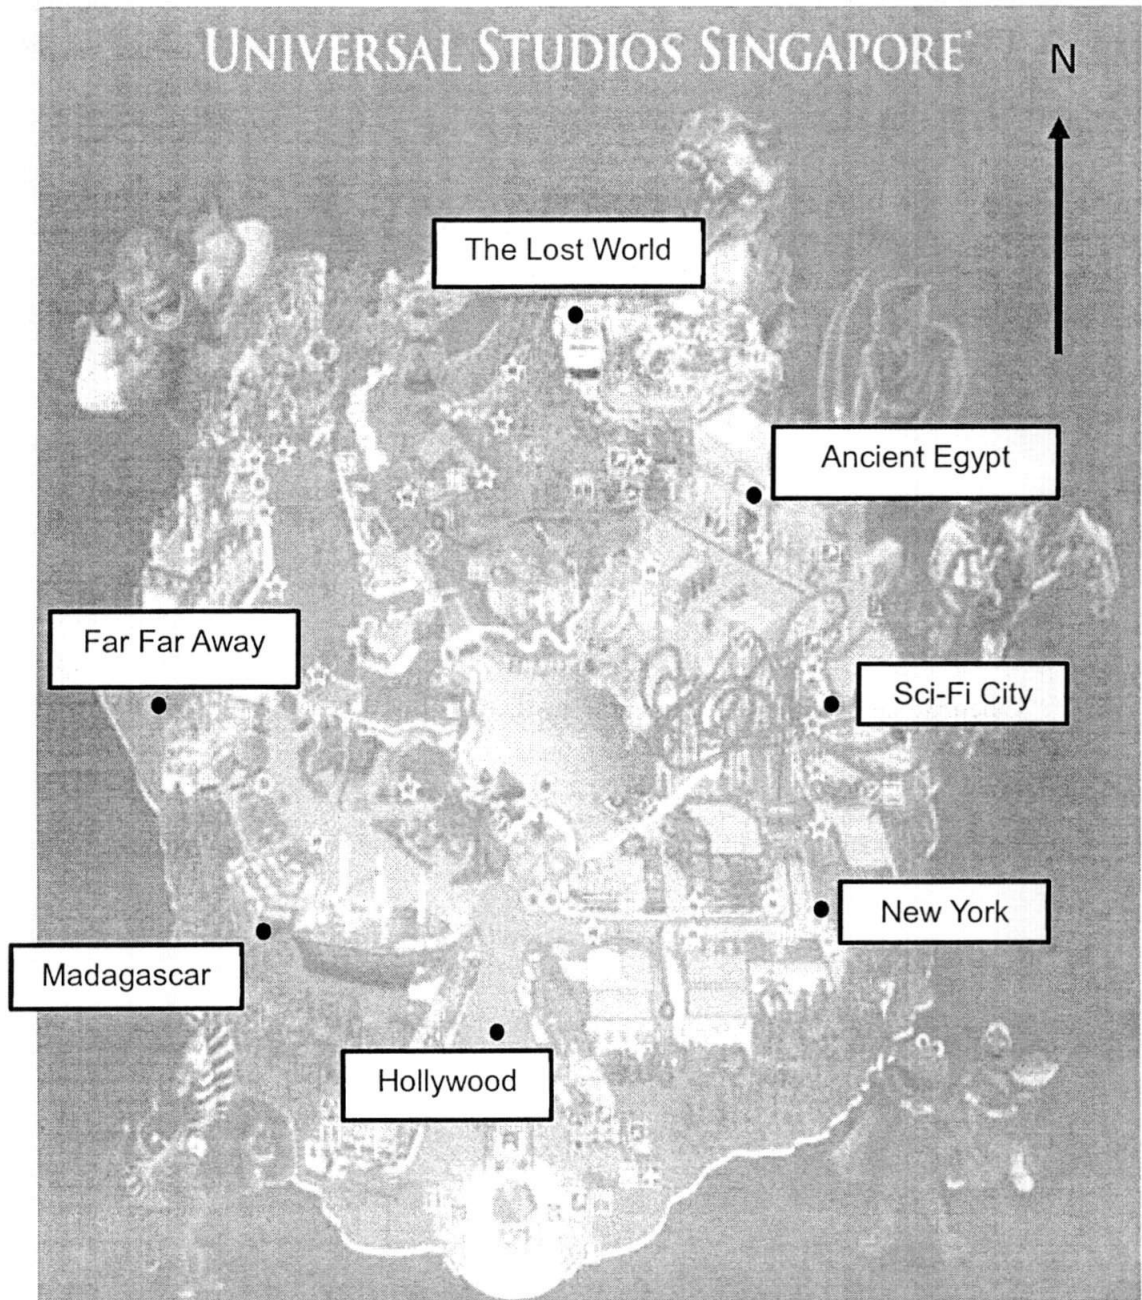 UNIVERSAL STUDIOS SINGAPORE®
N
The Lost World
Ancient Egypt
Far Far Away
Sci-Fi City
New York
Madagascar
Hollywood